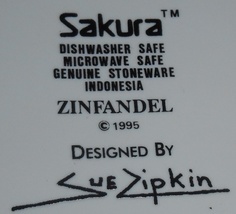 Sakura™
DISHWASHER SAFE
MICROWAVE SAFE
GENUINE STONEWARE
INDONESIA
ZINFANDEL
© 1995
DESIGNED BY
SUE Zipkin